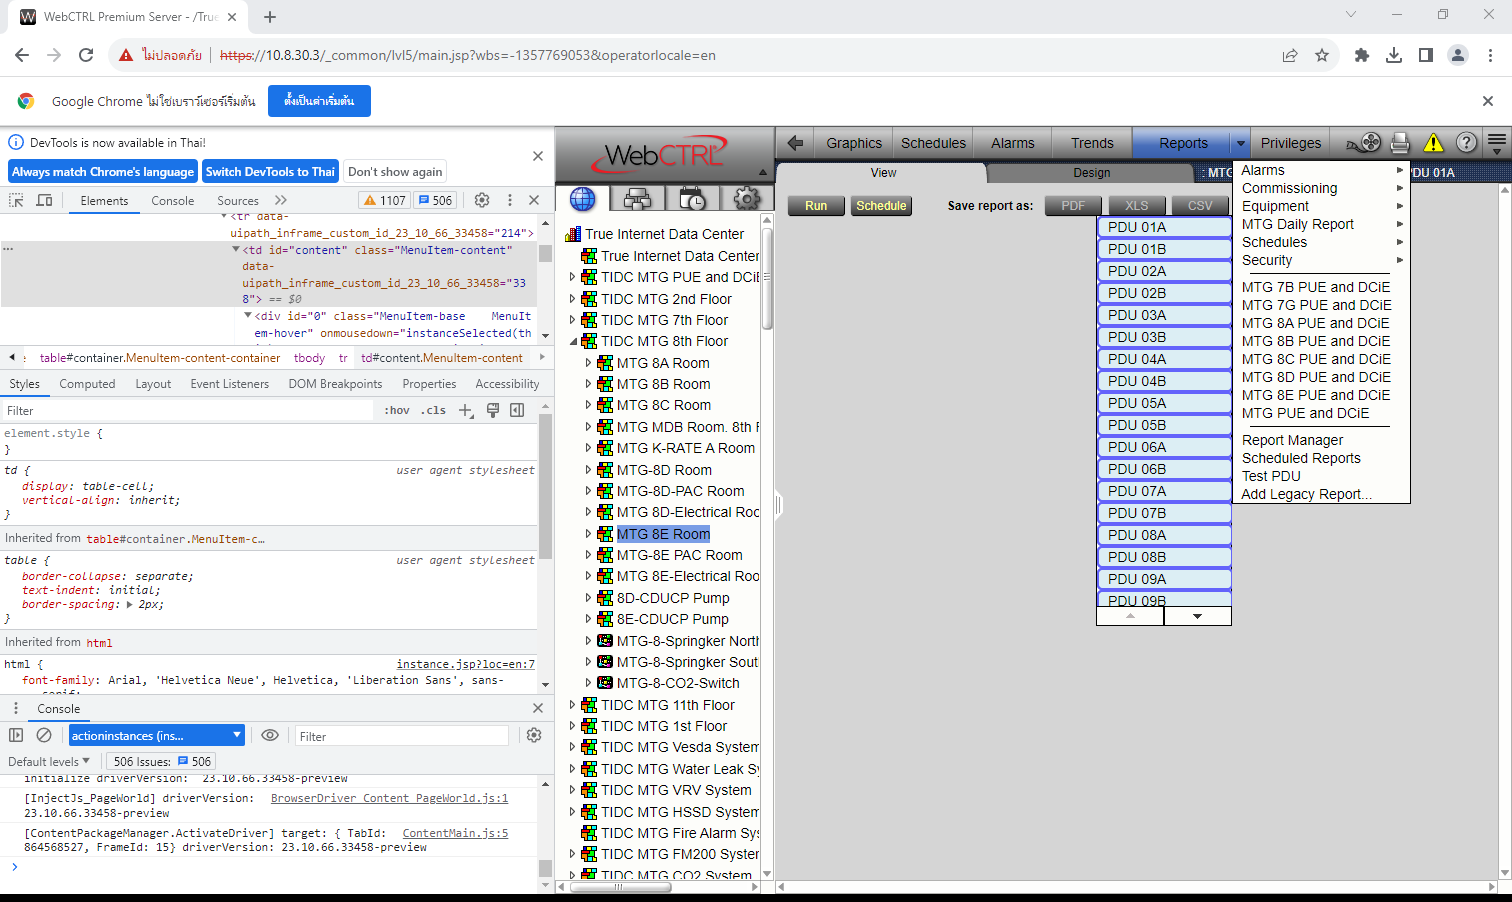 WebCTRL Premium Server - /True
ไม่ปลอดภัย
https://10.8.30.3/_common/lvl5/main.jsp?wbs=-1357769053&operatorlocale=en
Google Chrome ไม่ใช่เบราว์เซอร์เริ่มต้น
ตั้งเป็นค่าเริ่มต้น
DevTools is now available in Thai!
Always match Chrome's language
Switch DevTools to Thai
Don't show again
Elements
Console
Sources
1107
506
<tr data-
uipath_inframe_custom_id_23_10_66_33458="214">
<td id="content" class="MenuItem-content"
data-
uipath_inframe_custom_id_23_10_66_33458="33
8"> == $0
<div id="0" class="MenuItem-base MenuIt
em-hover" onmousedown="instanceSelected(th
table#container.MenuItem-content-container
tbody
tr
td#content.MenuItem-content
Styles
Computed
Layout
Event Listeners
DOM Breakpoints
Properties
Accessibility
Filter
:hov
.cls
element.style {
}
td {
user agent stylesheet
display: table-cell;
vertical-align: inherit;
}
Inherited from table#container.MenuItem-c…
table {
user agent stylesheet
border-collapse: separate;
text-indent: initial;
border-spacing: 2px;
}
Inherited from html
html {
instance.jsp?loc=en:7
font-family: Arial, 'Helvetica Neue', Helvetica, 'Liberation Sans', sans-
serif;
Console
actioninstances (ins...
Filter
Default levels
506 Issues:
506
initialize driverVersion: 23.10.66.33458-preview
[InjectJs_PageWorld] driverVersion:
BrowserDriver_Content_PageWorld.js:1
23.10.66.33458-preview
[ContentPackageManager.ActivateDriver] target: { TabId:
ContentMain.js:5
864568527, FrameId: 15} driverVersion: 23.10.66.33458-preview
WebCTRL
True Internet Data Center
True Internet Data Center
TIDC MTG PUE and DCiE
TIDC MTG 2nd Floor
TIDC MTG 7th Floor
TIDC MTG 8th Floor
MTG 8A Room
MTG 8B Room
MTG 8C Room
MTG MDB Room. 8th F
MTG K-RATE A Room
MTG-8D Room
MTG-8D-PAC Room
MTG 8D-Electrical Roo
MTG 8E Room
MTG-8E PAC Room
MTG 8E-Electrical Roo
8D-CDUCP Pump
8E-CDUCP Pump
MTG-8-Springker North
MTG-8-Springker Sout
MTG-8-CO2-Switch
TIDC MTG 11th Floor
TIDC MTG 1st Floor
TIDC MTG Vesda System
TIDC MTG Water Leak Sy
TIDC MTG VRV System
TIDC MTG HSSD System
TIDC MTG Fire Alarm Sys
TIDC MTG FM200 System
TIDC MTG CO2 System
Graphics
Schedules
Alarms
Trends
Reports
Privileges
View
Design
: MTG
PDU 01A
Run
Schedule
Save report as:
PDF
XLS
CSV
PDU 01A
PDU 01B
PDU 02A
PDU 02B
PDU 03A
PDU 03B
PDU 04A
PDU 04B
PDU 05A
PDU 05B
PDU 06A
PDU 06B
PDU 07A
PDU 07B
PDU 08A
PDU 08B
PDU 09A
PDU 09B
Alarms
Commissioning
Equipment
MTG Daily Report
Schedules
Security
MTG 7B PUE and DCiE
MTG 7G PUE and DCiE
MTG 8A PUE and DCiE
MTG 8B PUE and DCiE
MTG 8C PUE and DCiE
MTG 8D PUE and DCiE
MTG 8E PUE and DCiE
MTG PUE and DCiE
Report Manager
Scheduled Reports
Test PDU
Add Legacy Report...